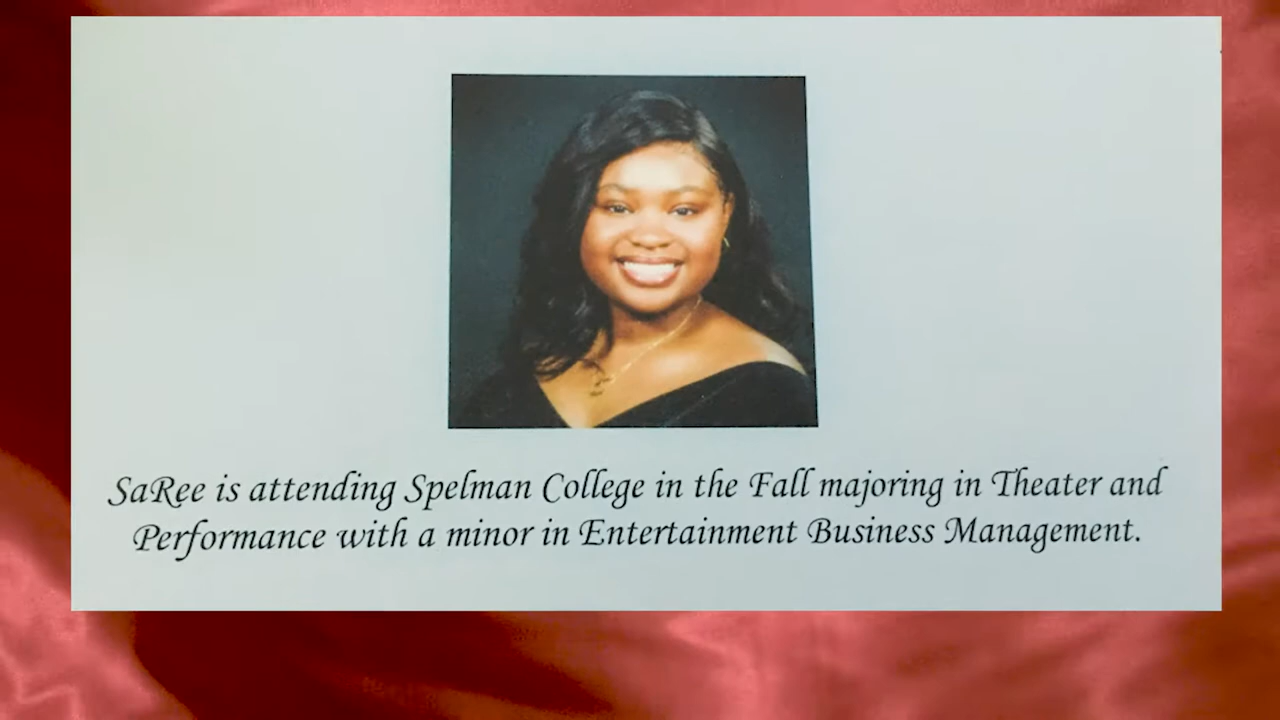 SaRee is attending Spelman College in the Fall majoring in Theater and
Performance with a minor in Entertainment Business Management.